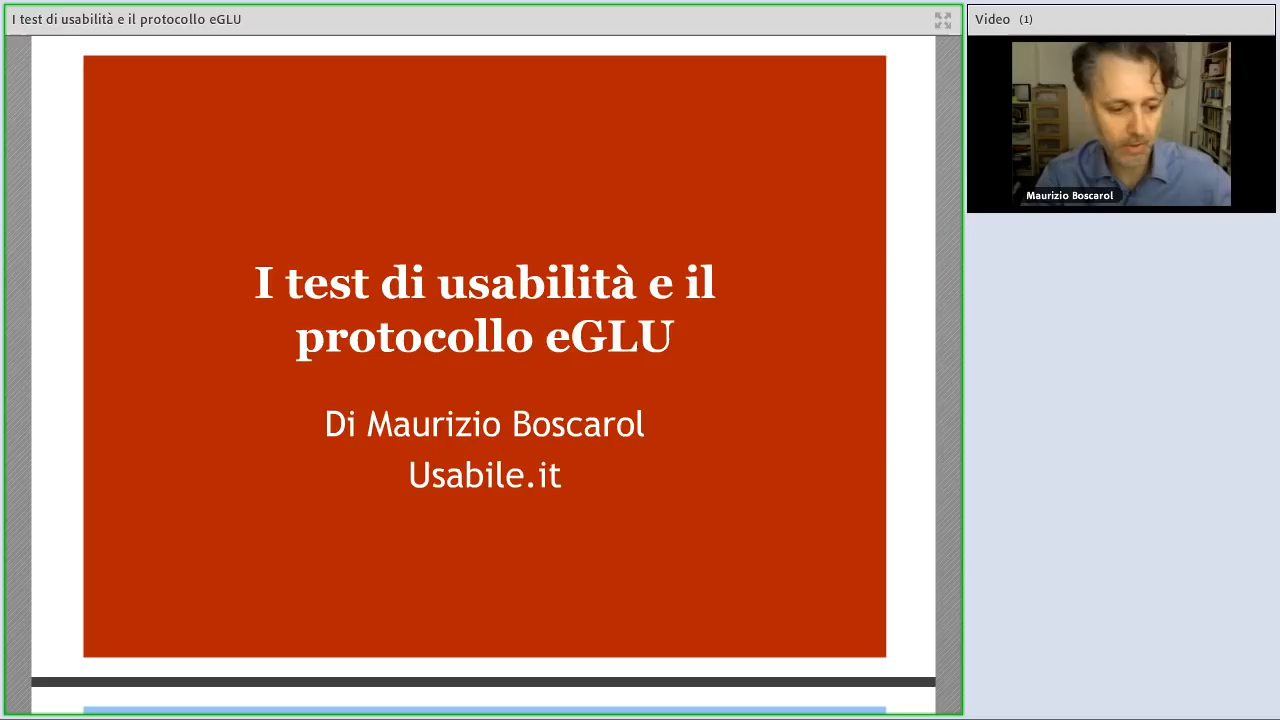 I test di usabilità e il protocollo eGLU
Video (1)
Maurizio Boscarol
I test di usabilità e il
protocollo eGLU
Di Maurizio Boscarol
Usabile.it